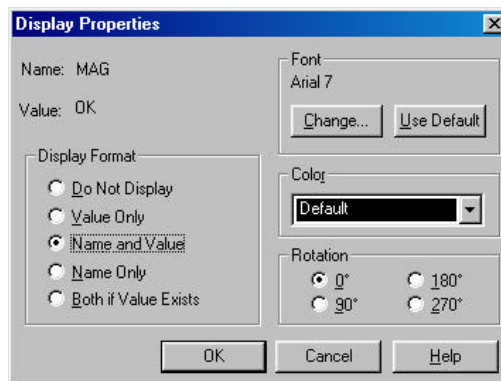 Display Properties
Name: MAG
Value: OK
Display Format
Do Not Display
Value Only
Name and Value
Name Only
Both if Value Exists
Font
Arial 7
Change... Use Default
Color
Default
Rotation
0° 180°
90° 270°
OK Cancel Help